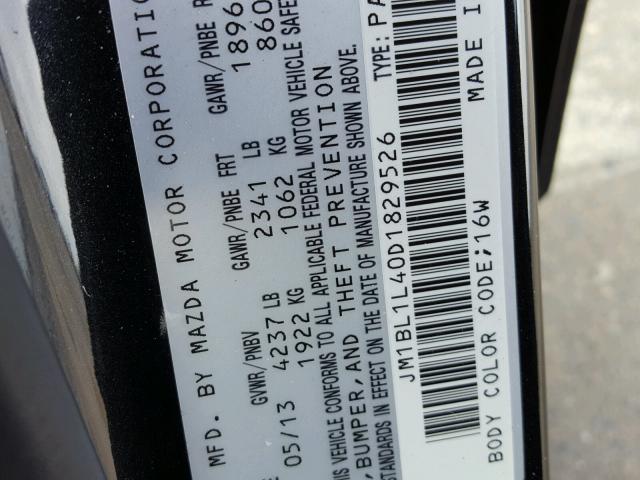 MFD. BY MAZDA MOTOR CORPORATION
GVWR/PNBV GAWR/PNBE FRT GAWR/PNBE R
05/13 4237 LB 2341 LB 1896
1922 KG 1062 KG 860
VEHICLE CONFORMS TO ALL APPLICABLE FEDERAL MOTOR VEHICLE SAFE
, BUMPER, AND THEFT PREVENTION
STANDARDS IN EFFECT ON THE DATE OF MANUFACTURE SHOWN ABOVE.
JM1BL1L40D1829526 TYPE: PA
BODY COLOR CODE;16W MADE I